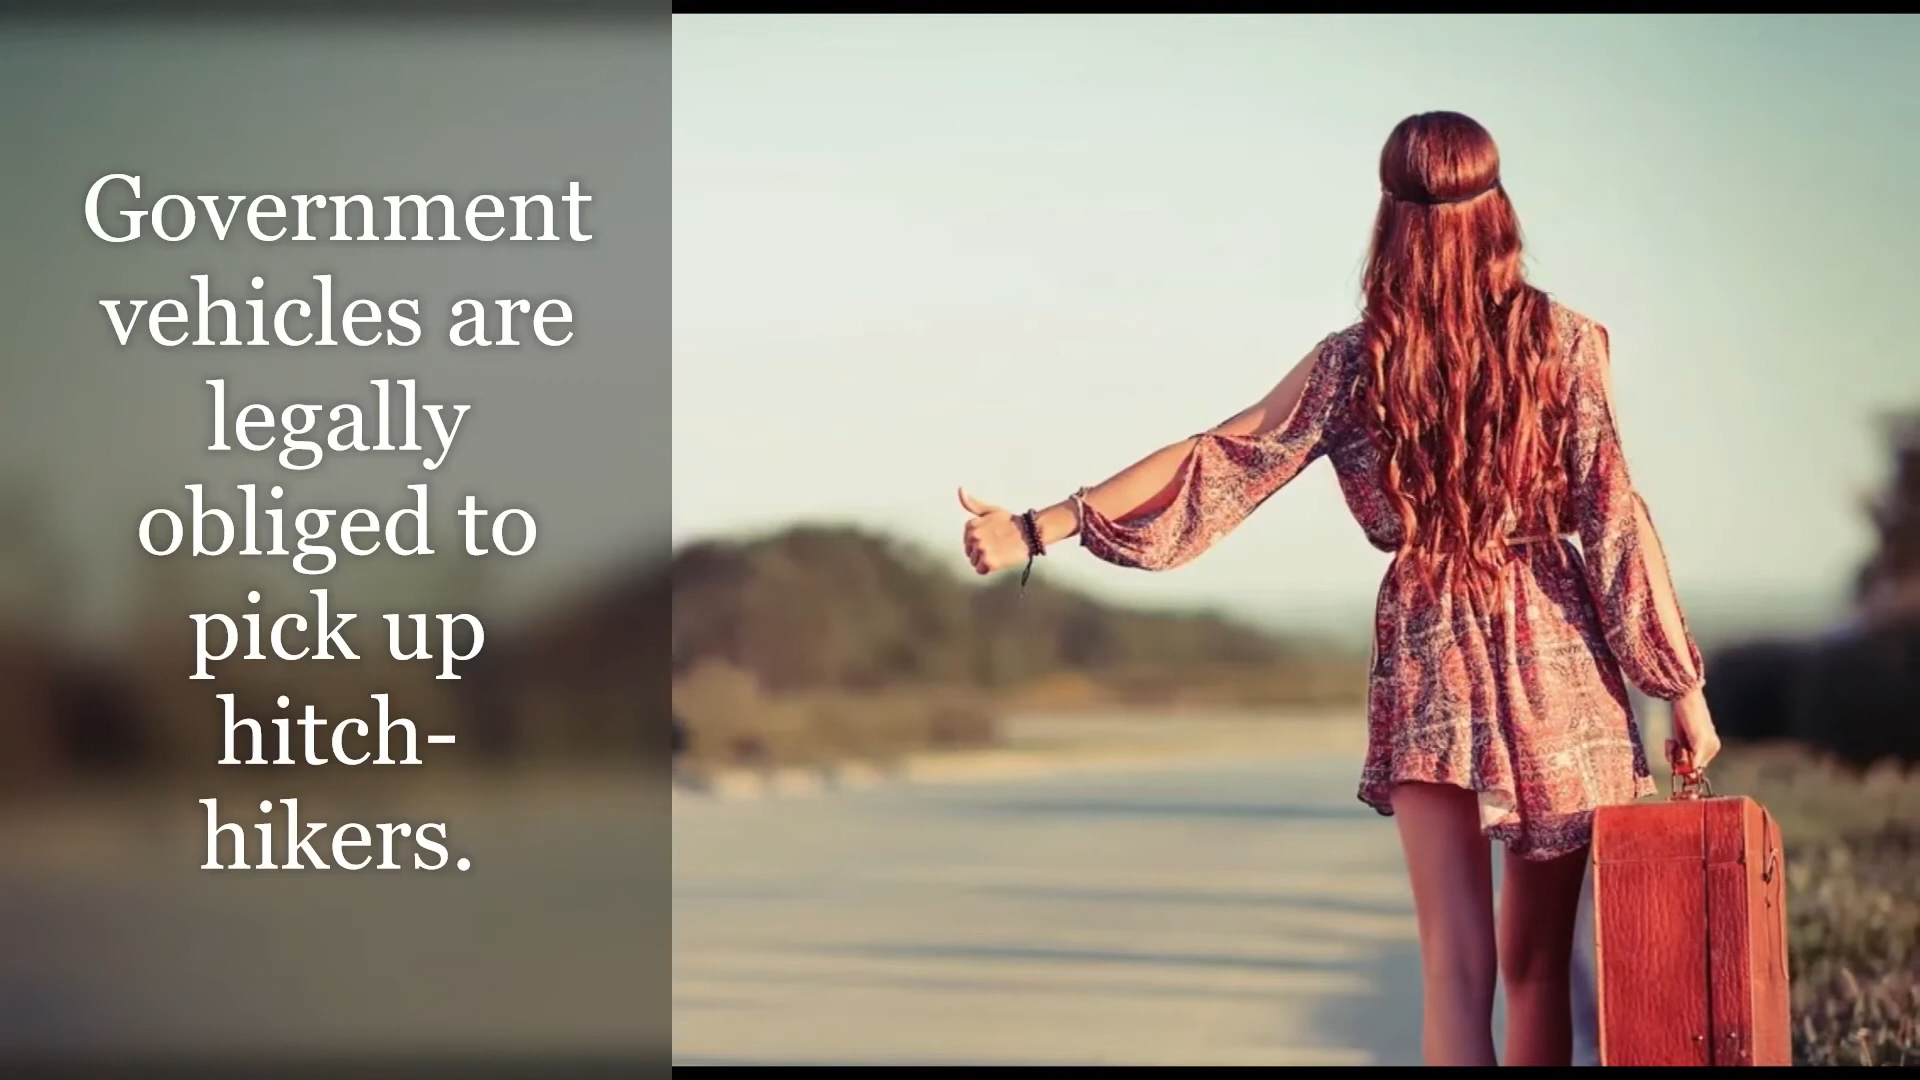 Government
vehicles are
legally
obliged to
pick up
hitch-
hikers.